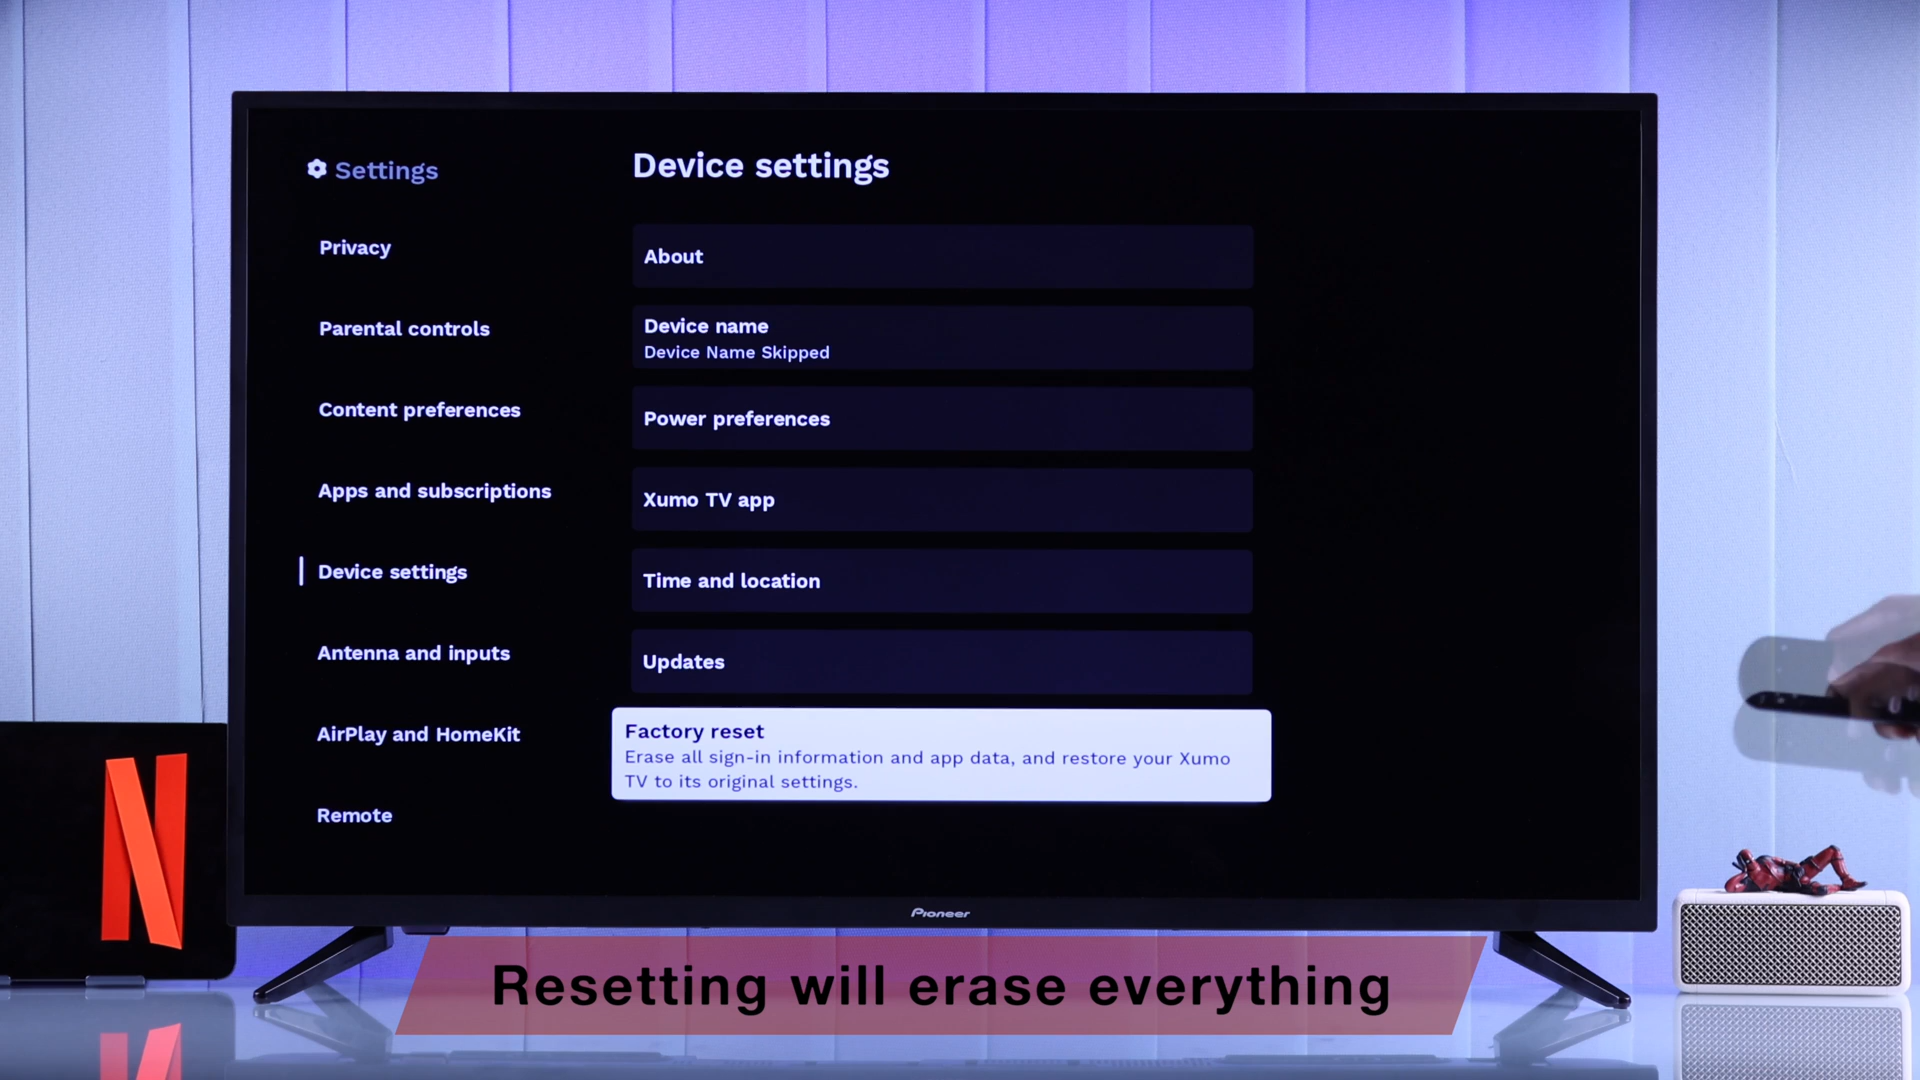 Settings
Privacy
Parental controls
Content preferences
Apps and subscriptions
Device settings
Antenna and inputs
AirPlay and HomeKit
Remote
Device settings
About
Device name
Device Name Skipped
Power preferences
Xumo TV app
Time and location
Updates
Factory reset
Erase all sign-in information and app data, and restore your Xumo
TV to its original settings.
Pioneer
N
Resetting will erase everything